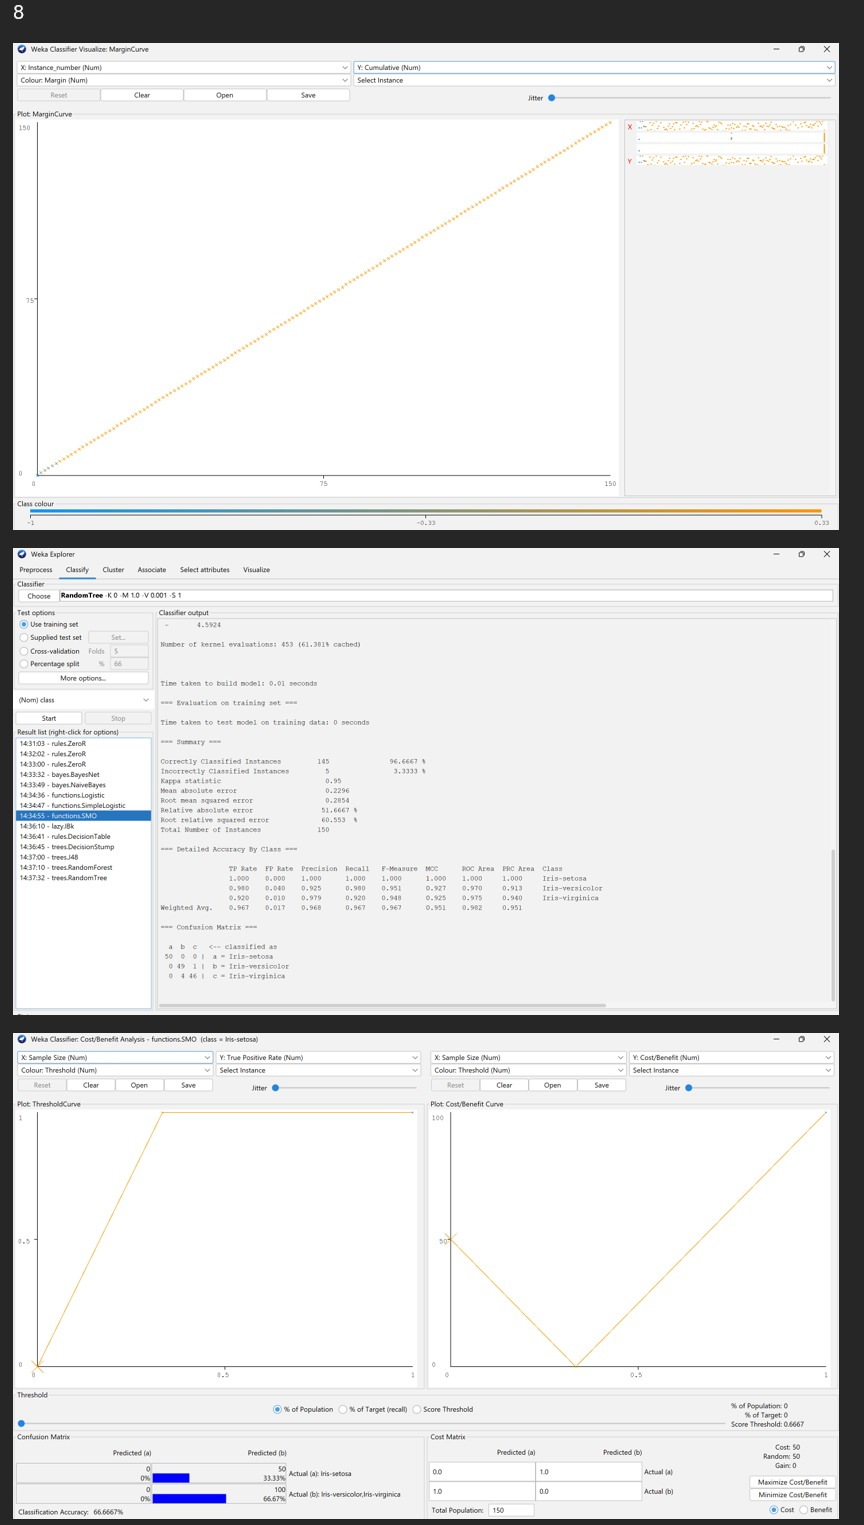 8
Weka Classifier Visualize: MarginCurve
X: Instance_number (Num) Y: Cumulative (Num)
Colour: Margin (Num) Select Instance
Reset Clear Open Save Jitter
Plot: MarginCurve
150
X
Y
75
0
0 75 150
Class colour
-1 -0.33 0.33
Weka Explorer
Preprocess Classify Cluster Associate Select attributes Visualize
Classifier
Choose RandomTree -K 0 -M 1.0 -V 0.001 -S 1
Test options
Use training set
Supplied test set Set...
Cross-validation Folds 5
Percentage split % 66
More options...
(Nom) class
Start Stop
Result list (right-click for options)
14:31:03 - rules.ZeroR
14:32:02 - rules.ZeroR
14:33:00 - rules.ZeroR
14:33:32 - bayes.BayesNet
14:33:49 - bayes.NaiveBayes
14:34:36 - functions.Logistic
14:34:47 - functions.SimpleLogistic
14:34:55 - functions.SMO
14:36:10 - lazy.IBk
14:36:41 - rules.DecisionTable
14:36:45 - trees.DecisionStump
14:37:00 - trees.J48
14:37:10 - trees.RandomForest
14:37:32 - trees.RandomTree
Classifier output
- 4.5924
Number of kernel evaluations: 453 (61.381% cached)
Time taken to build model: 0.01 seconds
=== Evaluation on training set ===
Time taken to test model on training data: 0 seconds
=== Summary ===
Correctly Classified Instances 145 96.6667 %
Incorrectly Classified Instances 5 3.3333 %
Kappa statistic 0.95
Mean absolute error 0.2296
Root mean squared error 0.2854
Relative absolute error 51.6667 %
Root relative squared error 60.553 %
Total Number of Instances 150
=== Detailed Accuracy By Class ===
TP Rate FP Rate Precision Recall F-Measure MCC ROC Area PRC Area Class
1.000 0.000 1.000 1.000 1.000 1.000 1.000 1.000 Iris-setosa
0.980 0.040 0.925 0.980 0.951 0.927 0.970 0.913 Iris-versicolor
0.920 0.010 0.979 0.920 0.948 0.925 0.975 0.940 Iris-virginica
Weighted Avg. 0.967 0.017 0.968 0.967 0.967 0.951 0.982 0.951
=== Confusion Matrix ===
a b c <-- classified as
50 0 0 | a = Iris-setosa
0 49 1 | b = Iris-versicolor
0 4 46 | c = Iris-virginica
Weka Classifier: Cost/Benefit Analysis - functions.SMO (class = Iris-setosa)
X: Sample Size (Num) Y: True Positive Rate (Num) X: Sample Size (Num) Y: Cost/Benefit (Num)
Colour: Threshold (Num) Select Instance Colour: Threshold (Num) Select Instance
Reset Clear Open Save Jitter Reset Clear Open Save Jitter
Plot: ThresholdCurve Plot: Cost/Benefit Curve
1 100
0.5 50
0 0
0 0.5 1 0 0.5 1
Threshold
% of Population % of Target (recall) Score Threshold
% of Population: 0
% of Target: 0
Score Threshold: 0.6667
Confusion Matrix
Predicted (a) Predicted (b)
0 50
0% 33.33% Actual (a): Iris-setosa
0 100
0% 66.67% Actual (b): Iris-versicolor,Iris-virginica
Classification Accuracy: 66.6667%
Cost Matrix
Predicted (a) Predicted (b)
0.0 1.0 Actual (a)
1.0 0.0 Actual (b)
Total Population: 150
Cost: 50
Random: 50
Gain: 0
Maximize Cost/Benefit
Minimize Cost/Benefit
Cost Benefit